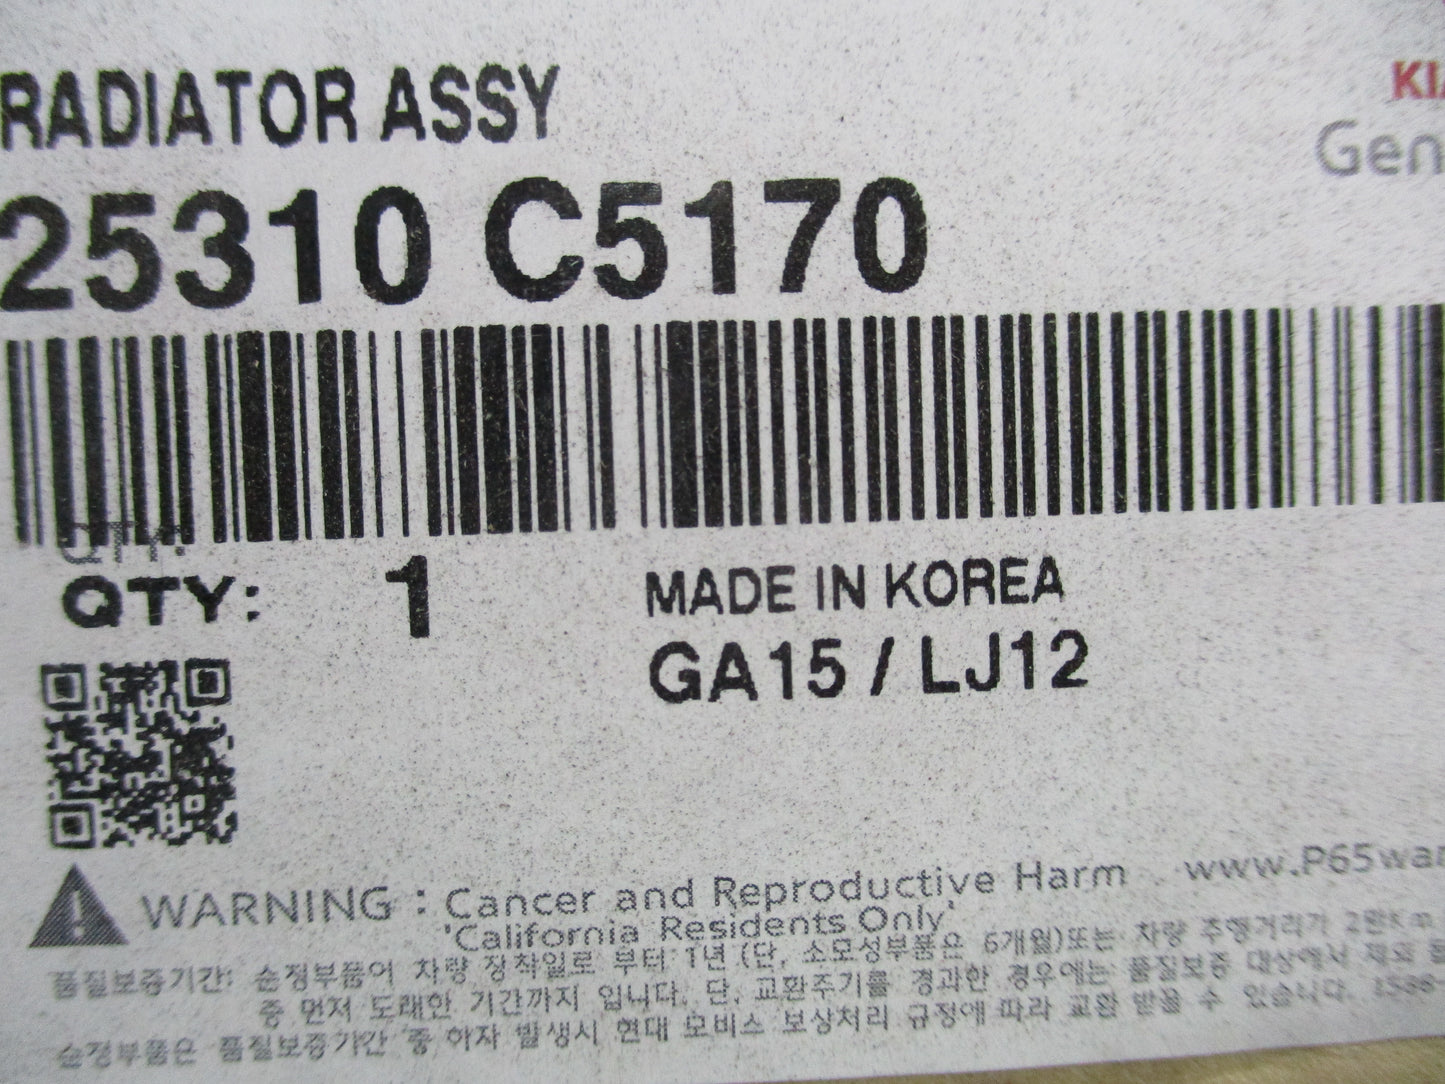 KIA
Gen
RADIATOR ASSY
25310 C5170
QTY:
QTY: 1
MADE IN KOREA
GA15 / LJ12
WARNING : Cancer and Reproductive Harm www.P65war
'California Residents Only'
품질보증기간: 순정부품이 차량 장착일로 부터 1년 (단, 소모성부품은 6개월)또는 차량 주행거리가 2만Km
중 먼저 도래한 기간까지 입니다. 단, 교환주기를 경과한 경우에는 품질보증 대상에서 제외
순정부품은 품질보증기간 중 하자 발생시 현대 모비스 보상처리 규정에 따라 교환 받을 수 있습니다 1588-